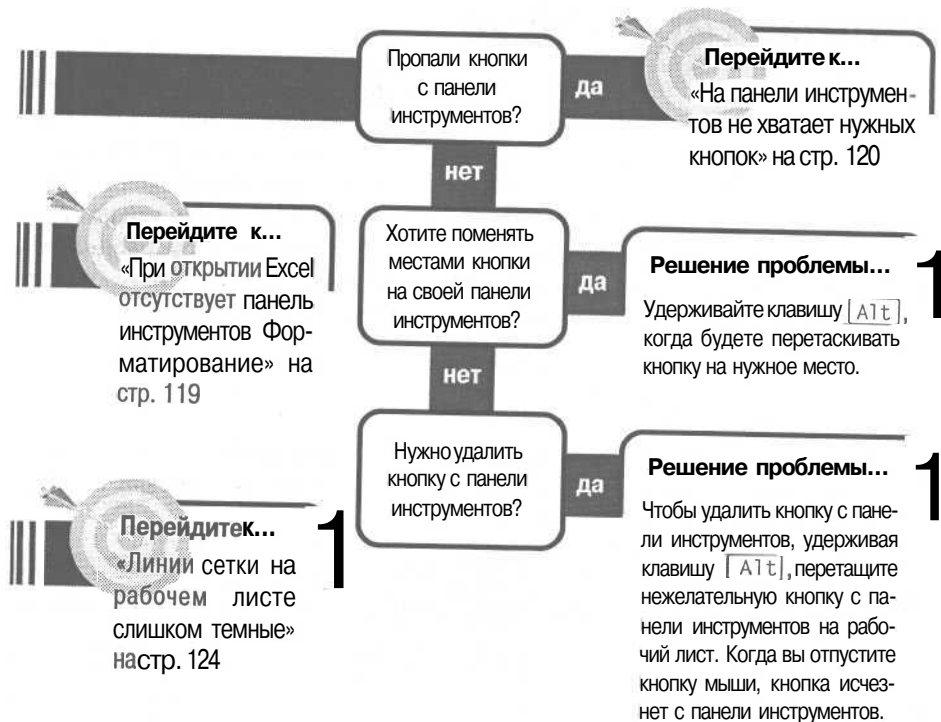 Пропали кнопки
с панели
инструментов?
да
Перейдите к...
«На панели инструмен-
тов не хватает нужных
кнопок» на стр. 120
нет
Перейдите к...
«При открытии Excel
отсутствует панель
инструментов Фор-
матирование» на
стр. 119
Хотите поменять
местами кнопки
на своей панели
инструментов?
да
Решение проблемы...
Удерживайте клавишу Alt,
когда будете перетаскивать
кнопку на нужное место.
1
нет
Нужно удалить
кнопку с панели
инструментов?
да
Решение проблемы...
Чтобы удалить кнопку с пане-
ли инструментов, удерживая
клавишу Alt, перетащите
нежелательную кнопку с па-
нели инструментов на рабо-
чий лист. Когда вы отпустите
кнопку мыши, кнопка исчез-
нет с панели инструментов.
1
Перейдите к...
«Линии сетки на
рабочем листе
слишком темные»
на стр. 124
1